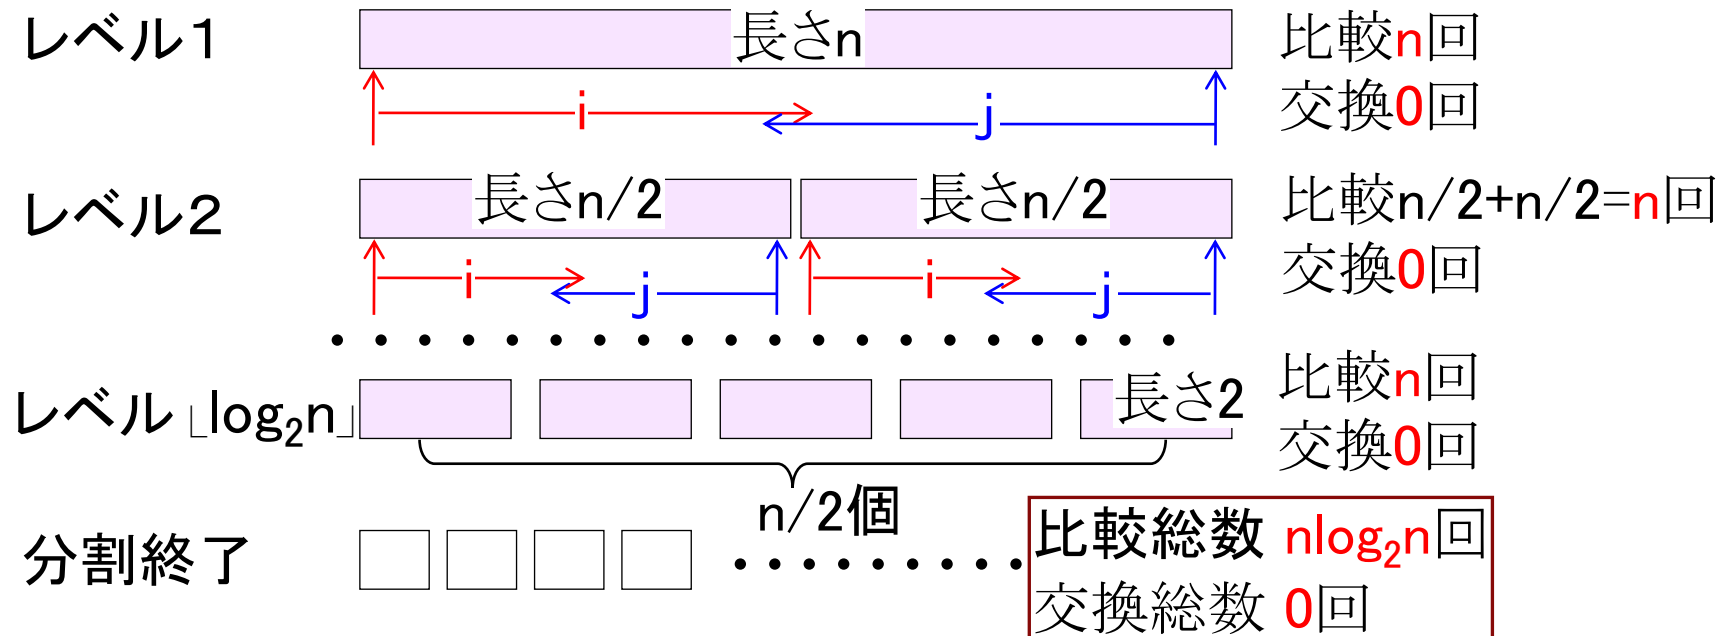 レベル1 長さn 比較n回
i j 交換0回
レベル2 長さn/2 長さn/2 比較n/2+n/2=n回
i j i j 交換0回
レベル⌊log₂n⌋ 長さ2 比較n回
交換0回
n/2個
分割終了 比較総数 nlog₂n回
交換総数 0回